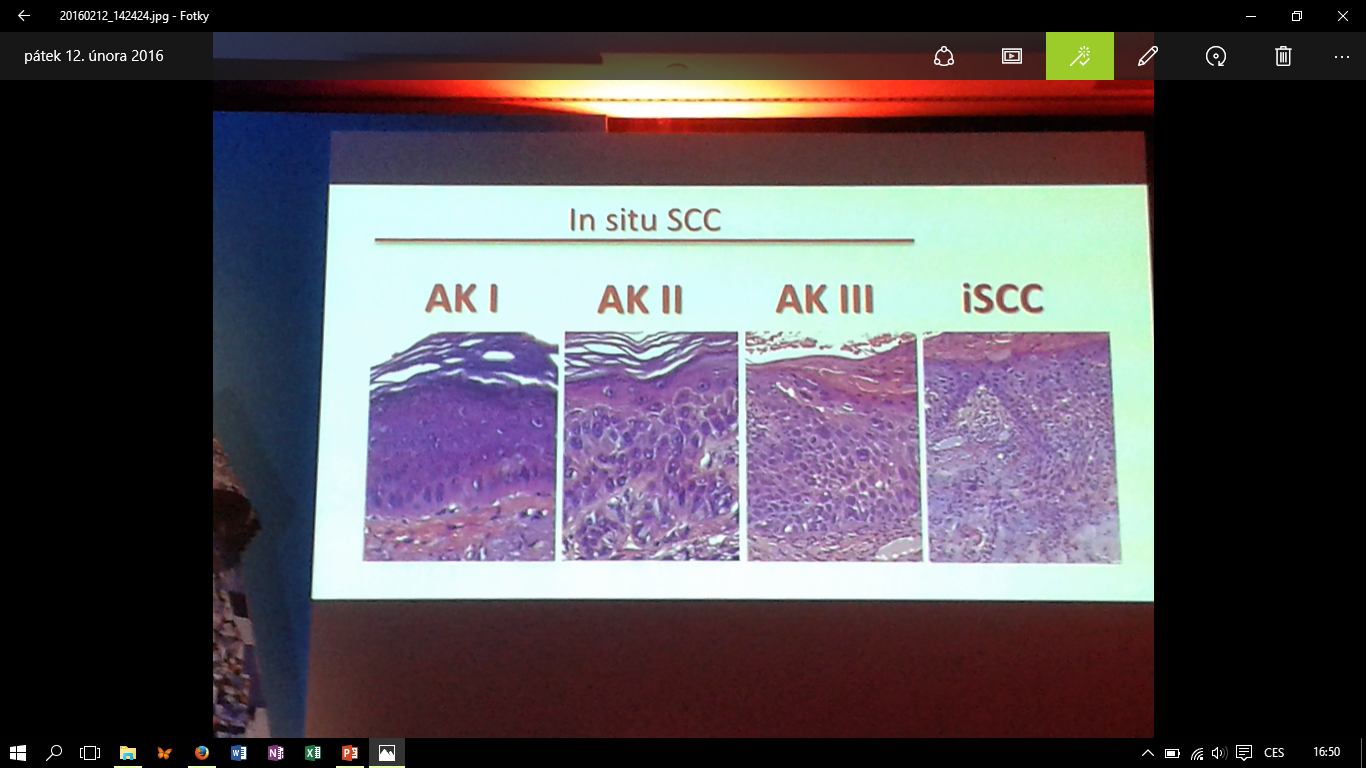 20160212_142424.jpg - Fotky
pátek 12. února 2016
In situ SCC
AK I
AK II
AK III
iSCC
CES
16:50